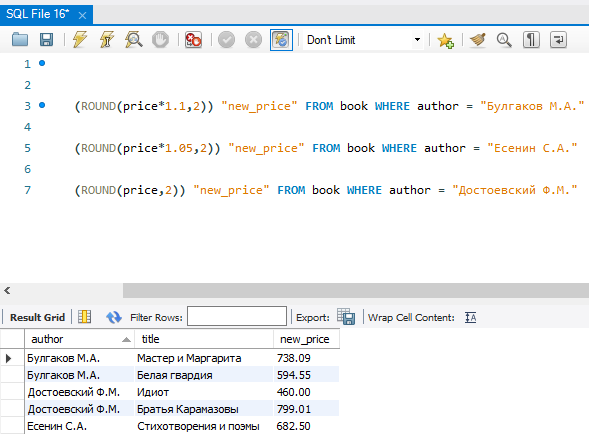 SQL File 16*
Don't Limit
1
2
3 (ROUND(price*1.1,2)) "new_price" FROM book WHERE author = "Булгаков М.А."
4
5 (ROUND(price*1.05,2)) "new_price" FROM book WHERE author = "Есенин С.А."
6
7 (ROUND(price,2)) "new_price" FROM book WHERE author = "Достоевский Ф.М."
Result Grid Filter Rows: Export: Wrap Cell Content:
author title new_price
Булгаков М.А. Мастер и Маргарита 738.09
Булгаков М.А. Белая гвардия 594.55
Достоевский Ф.М. Идиот 460.00
Достоевский Ф.М. Братья Карамазовы 799.01
Есенин С.А. Стихотворения и поэмы 682.50